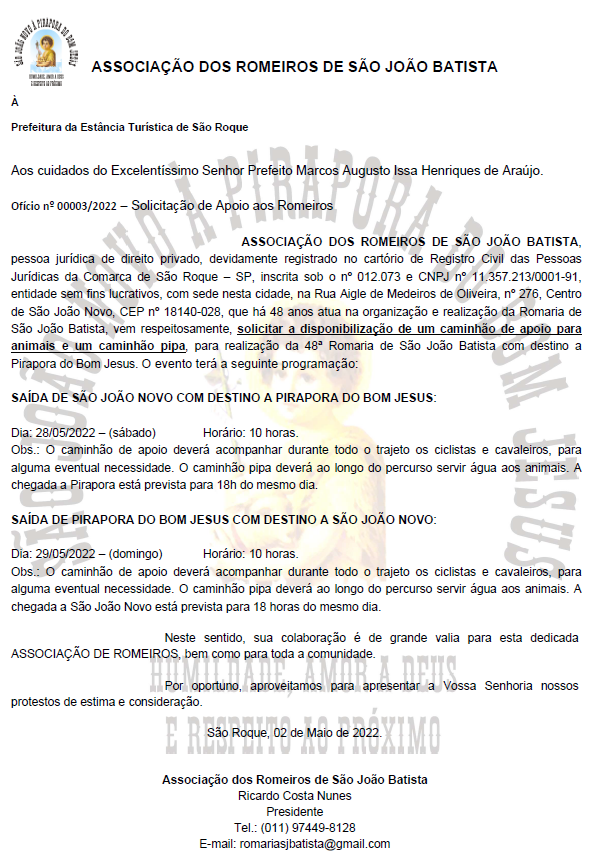 SÃO JOÃO NOVO À PIRAPORA DO BOM JESUS
HUMILDADE, AMOR A DEUS
E RESPEITO AO PRÓXIMO
ASSOCIAÇÃO DOS ROMEIROS DE SÃO JOÃO BATISTA
À
Prefeitura da Estância Turística de São Roque
Aos cuidados do Excelentíssimo Senhor Prefeito Marcos Augusto Issa Henriques de Araújo.
Ofício nº 00003/2022 – Solicitação de Apoio aos Romeiros
ASSOCIAÇÃO DOS ROMEIROS DE SÃO JOÃO BATISTA,
pessoa jurídica de direito privado, devidamente registrado no cartório de Registro Civil das Pessoas
Jurídicas da Comarca de São Roque – SP, inscrita sob o nº 012.073 e CNPJ nº 11.357.213/0001-91,
entidade sem fins lucrativos, com sede nesta cidade, na Rua Aigle de Medeiros de Oliveira, nº 276, Centro
de São João Novo, CEP nº 18140-028, que há 48 anos atua na organização e realização da Romaria de
São João Batista, vem respeitosamente, solicitar a disponibilização de um caminhão de apoio para
animais e um caminhão pipa, para realização da 48ª Romaria de São João Batista com destino a
Pirapora do Bom Jesus. O evento terá a seguinte programação:
SAÍDA DE SÃO JOÃO NOVO COM DESTINO A PIRAPORA DO BOM JESUS:
Dia: 28/05/2022 – (sábado) Horário: 10 horas.
Obs.: O caminhão de apoio deverá acompanhar durante todo o trajeto os ciclistas e cavaleiros, para
alguma eventual necessidade. O caminhão pipa deverá ao longo do percurso servir água aos animais. A
chegada a Pirapora está prevista para 18h do mesmo dia.
SAÍDA DE PIRAPORA DO BOM JESUS COM DESTINO A SÃO JOÃO NOVO:
Dia: 29/05/2022 – (domingo) Horário: 10 horas.
Obs.: O caminhão de apoio deverá acompanhar durante todo o trajeto os ciclistas e cavaleiros, para
alguma eventual necessidade. O caminhão pipa deverá ao longo do percurso servir água aos animais. A
chegada a São João Novo está prevista para 18 horas do mesmo dia.
Neste sentido, sua colaboração é de grande valia para esta dedicada
ASSOCIAÇÃO DE ROMEIROS, bem como para toda a comunidade.
Por oportuno, aproveitamos para apresentar a Vossa Senhoria nossos
protestos de estima e consideração.
São Roque, 02 de Maio de 2022.
Associação dos Romeiros de São João Batista
Ricardo Costa Nunes
Presidente
Tel.: (011) 97449-8128
E-mail: romariasjbatista@gmail.com
SÃO JOÃO NOVO À PIRAPORA DO BOM JESUS
HUMILDADE, AMOR A DEUS
E RESPEITO AO PRÓXIMO